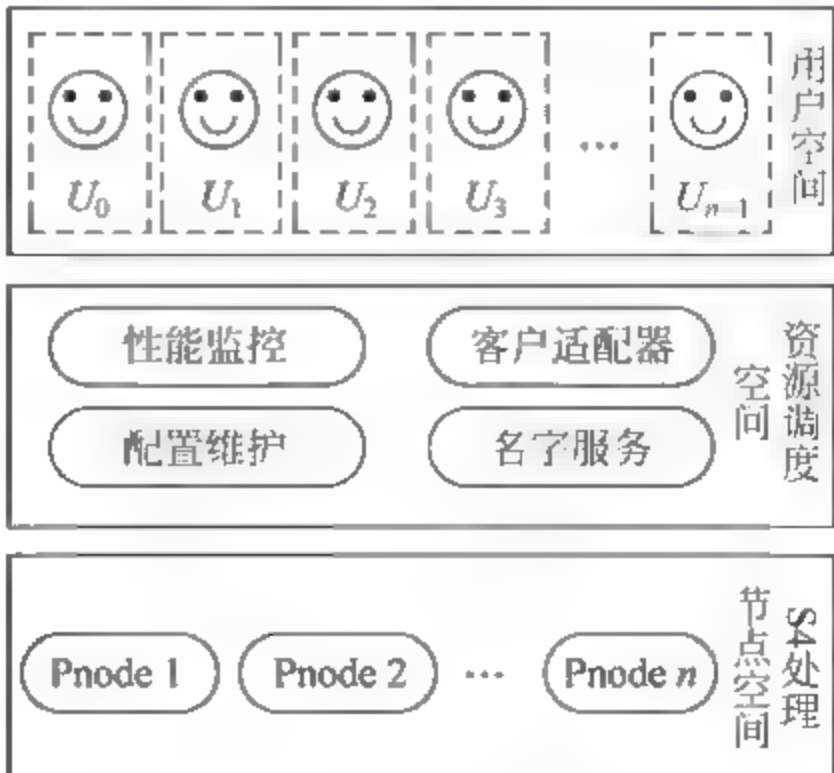 U₀ U₁ U₂ U₃ … Uₙ₋₁
用户空间
性能监控 客户适配器
配置维护 名字服务
资源调度
空间
Pnode 1 Pnode 2 … Pnode n
S4处理
节点空间